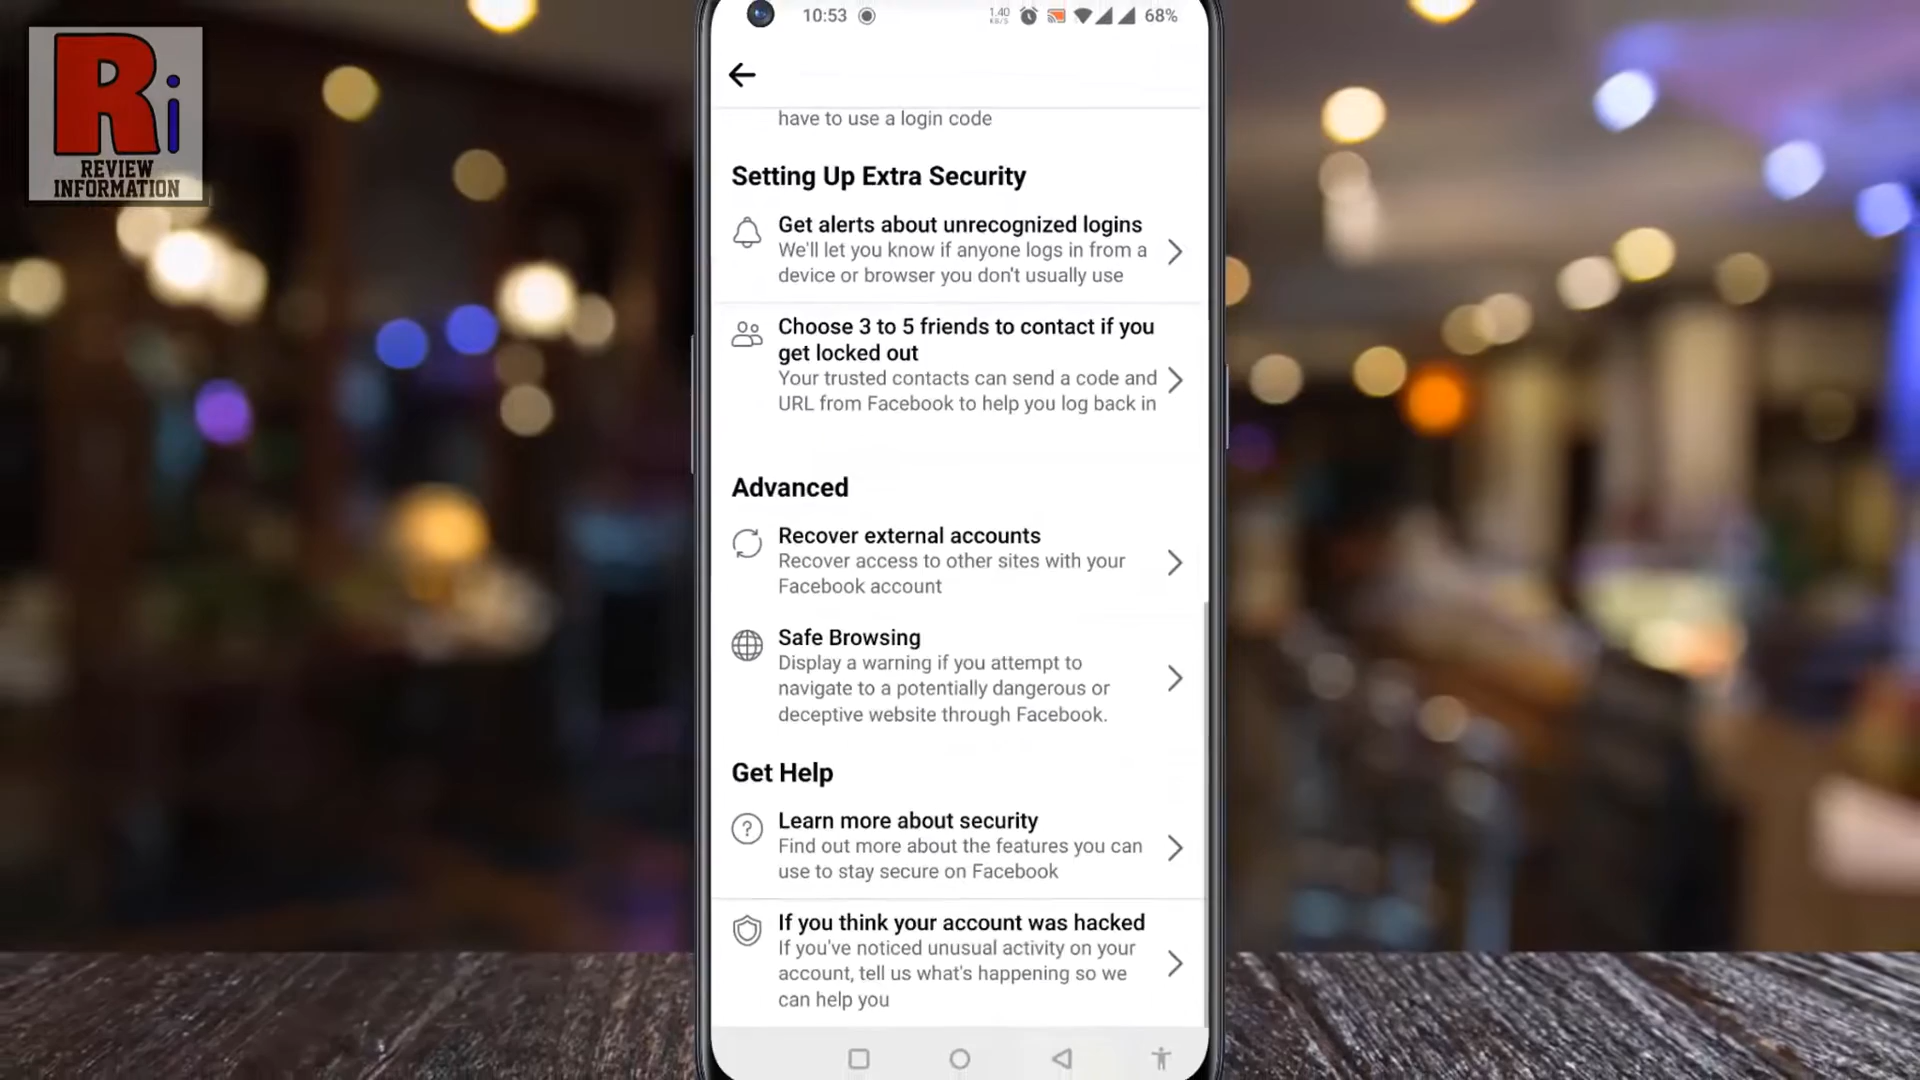 Ri
REVIEW
INFORMATION
10:53
1.40
KB/S
68%
have to use a login code
Setting Up Extra Security
Get alerts about unrecognized logins
We'll let you know if anyone logs in from a
device or browser you don't usually use
Choose 3 to 5 friends to contact if you
get locked out
Your trusted contacts can send a code and
URL from Facebook to help you log back in
Advanced
Recover external accounts
Recover access to other sites with your
Facebook account
Safe Browsing
Display a warning if you attempt to
navigate to a potentially dangerous or
deceptive website through Facebook.
Get Help
?
Learn more about security
Find out more about the features you can
use to stay secure on Facebook
If you think your account was hacked
If you've noticed unusual activity on your
account, tell us what's happening so we
can help you